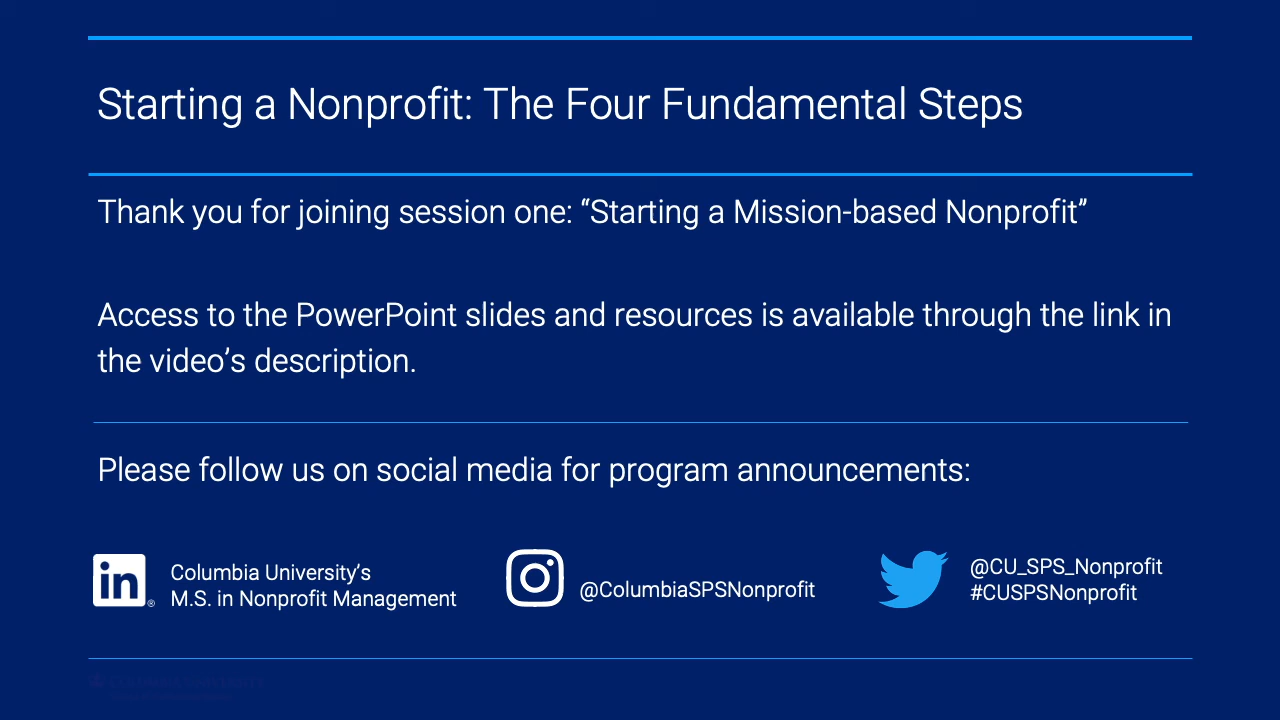 Starting a Nonprofit: The Four Fundamental Steps
Thank you for joining session one: “Starting a Mission-based Nonprofit”
Access to the PowerPoint slides and resources is available through the link in
the video’s description.
Please follow us on social media for program announcements:
in®
Columbia University’s
M.S. in Nonprofit Management
@ColumbiaSPSNonprofit
@CU_SPS_Nonprofit
#CUSPSNonprofit